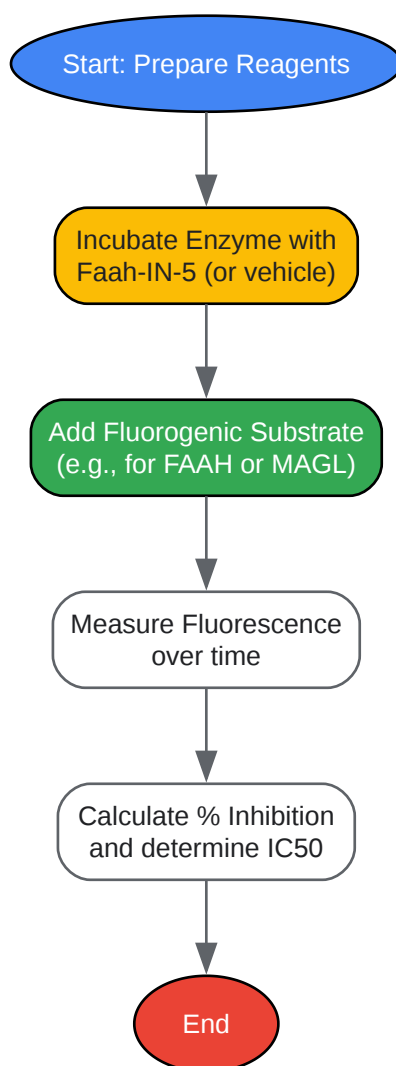 Start: Prepare Reagents
Incubate Enzyme with
Faah-IN-5 (or vehicle)
Add Fluorogenic Substrate
(e.g., for FAAH or MAGL)
Measure Fluorescence
over time
Calculate % Inhibition
and determine IC50
End